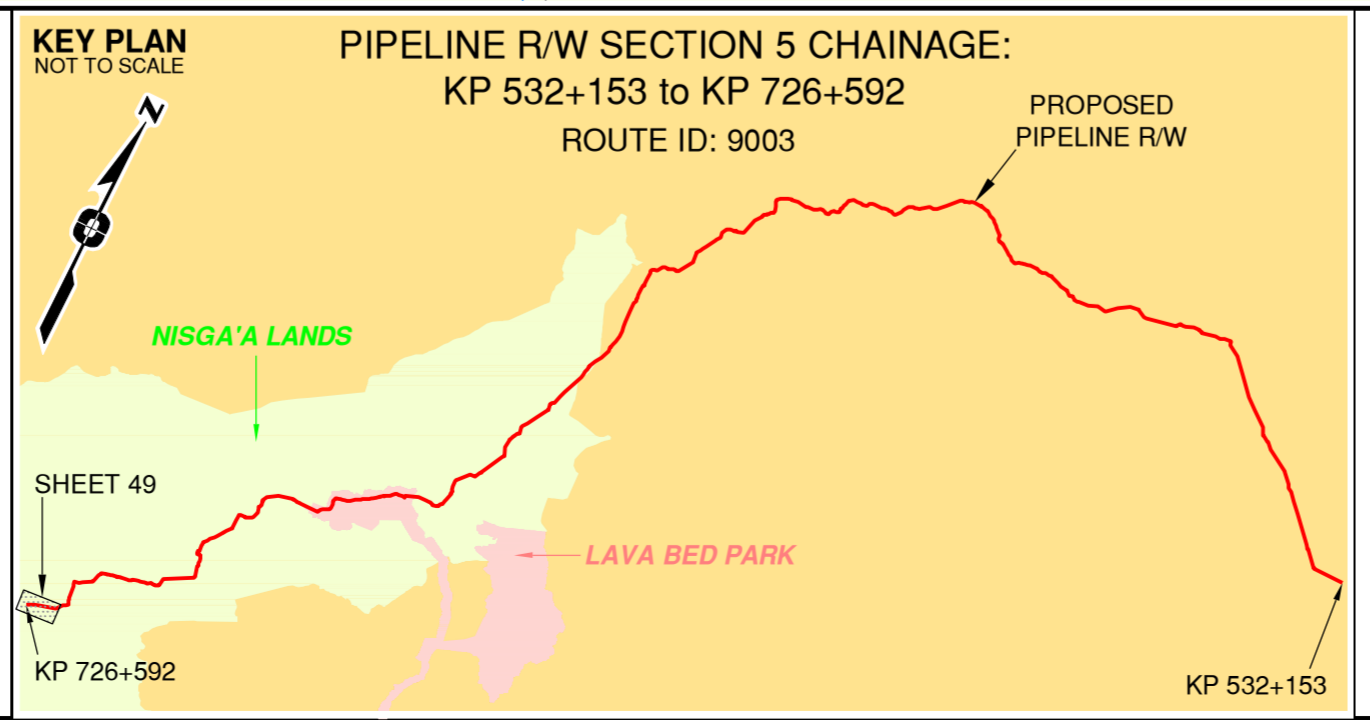 KEY PLAN
NOT TO SCALE
PIPELINE R/W SECTION 5 CHAINAGE:
KP 532+153 to KP 726+592
ROUTE ID: 9003
N
PROPOSED
PIPELINE R/W
NISGA'A LANDS
SHEET 49
LAVA BED PARK
KP 726+592
KP 532+153